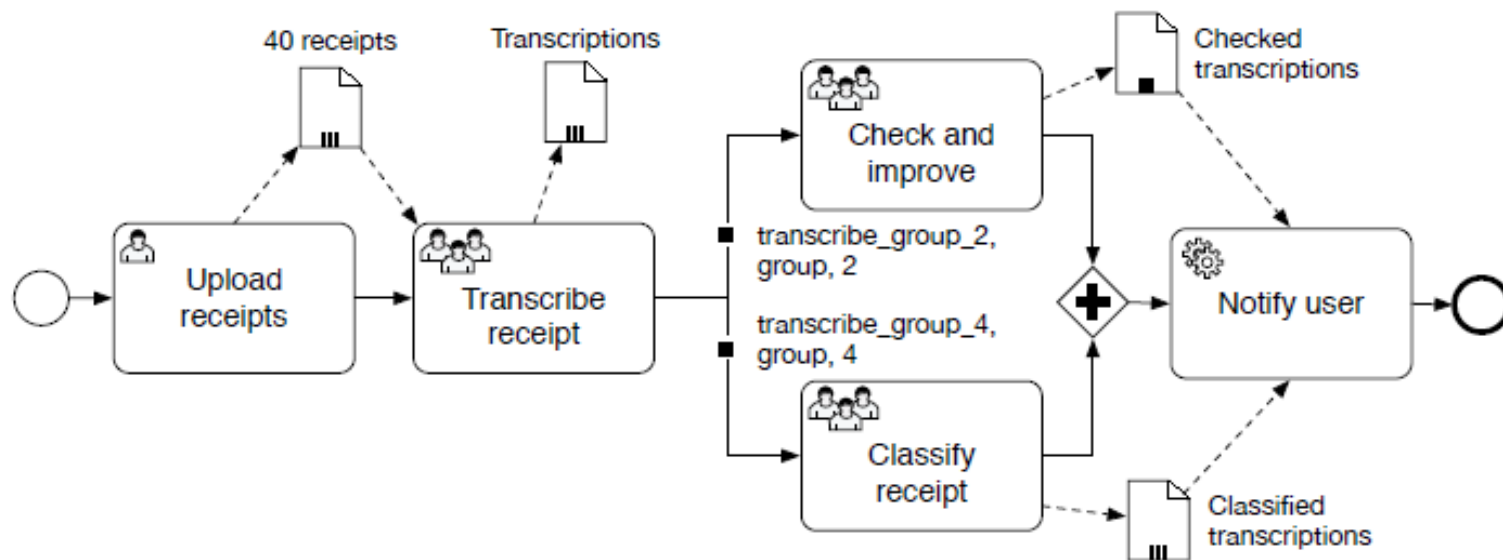 40 receipts
Transcriptions
Checked
transcriptions
Check and
improve
Upload
receipts
Transcribe
receipt
transcribe_group_2,
group, 2
transcribe_group_4,
group, 4
Notify user
Classify
receipt
Classified
transcriptions